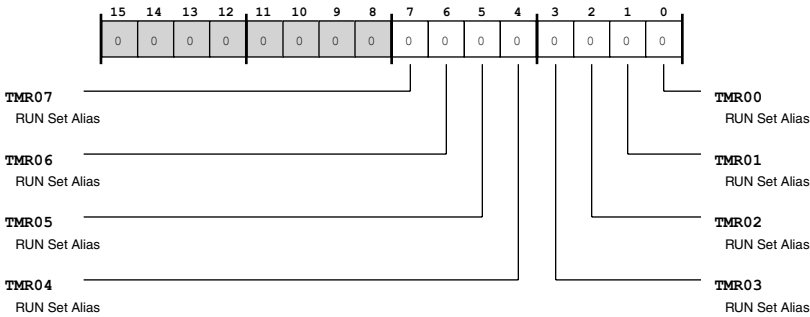 15 14 13 12 11 10 9 8 7 6 5 4 3 2 1 0
0 0 0 0 0 0 0 0 0 0 0 0 0 0 0 0
TMR07 TMR00
RUN Set Alias RUN Set Alias
TMR06 TMR01
RUN Set Alias RUN Set Alias
TMR05 TMR02
RUN Set Alias RUN Set Alias
TMR04 TMR03
RUN Set Alias RUN Set Alias